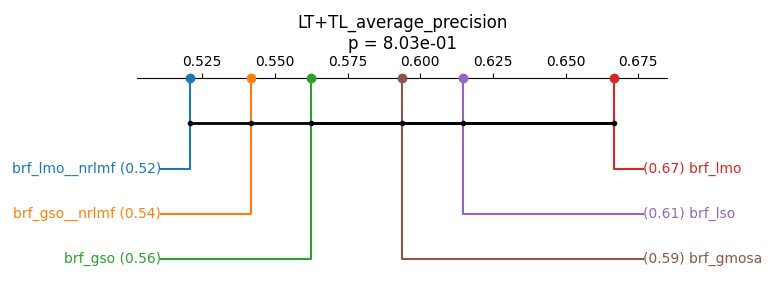 LT+TL_average_precision
p = 8.03e-01
0.525 0.550 0.575 0.600 0.625 0.650 0.675
brf_lmo__nrlmf (0.52) (0.67) brf_lmo
brf_gso__nrlmf (0.54) (0.61) brf_lso
brf_gso (0.56) (0.59) brf_gmosa